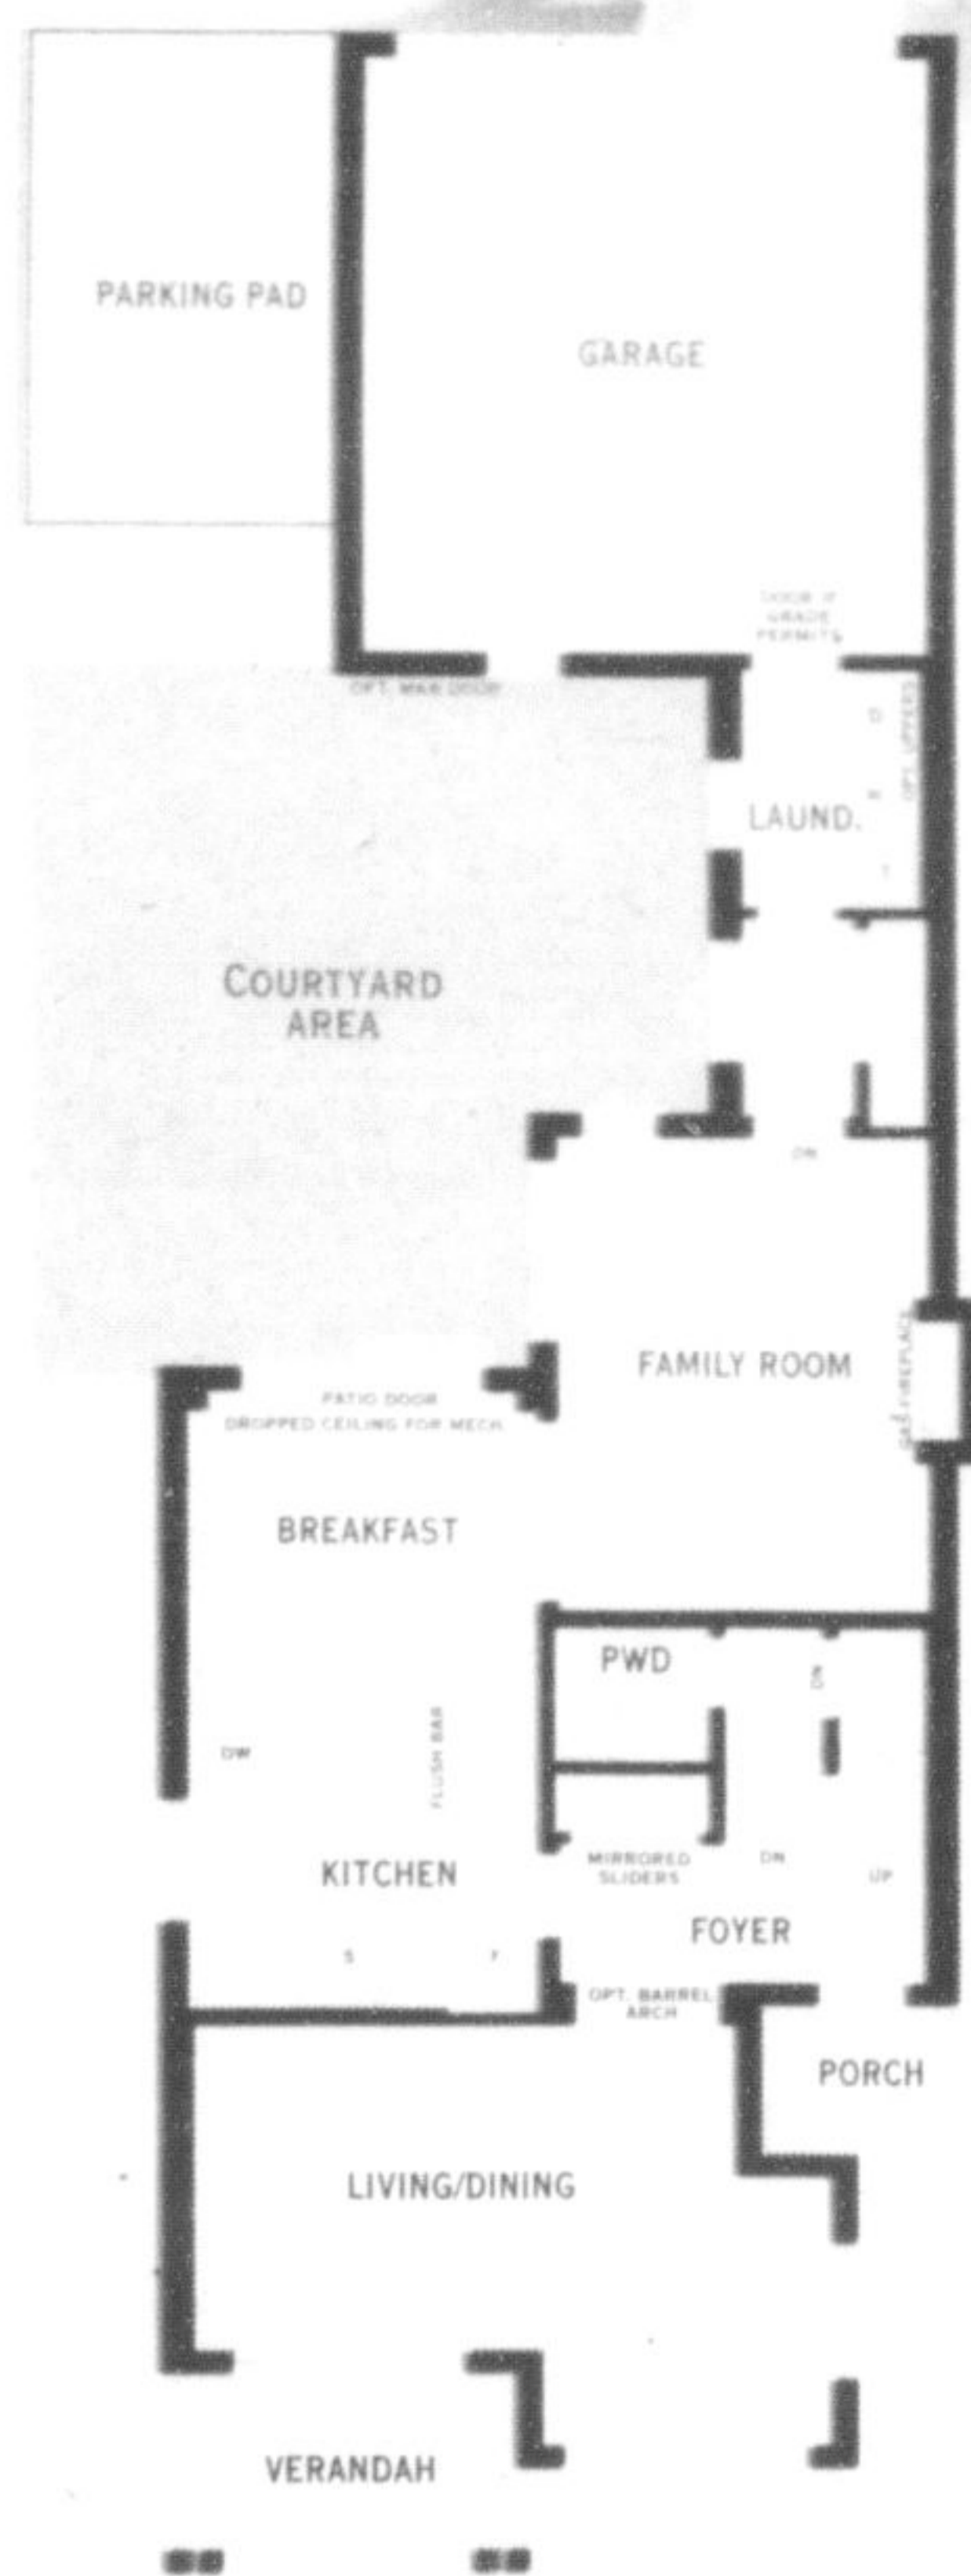 PARKING PAD
GARAGE
DOOR IF
GRADE
PERMITS
OPT. MAN DOOR
D
OPT. UPPERS
LAUND.
T
COURTYARD
AREA
DN
FAMILY ROOM
GAS FIREPLACE
PATIO DOOR
DROPPED CEILING FOR MECH.
BREAKFAST
PWD
DN
DW
FLUSH BAR
MIRRORED
SLIDERS
DN
UP
KITCHEN
FOYER
S
F
OPT. BARREL
ARCH
PORCH
LIVING/DINING
VERANDAH